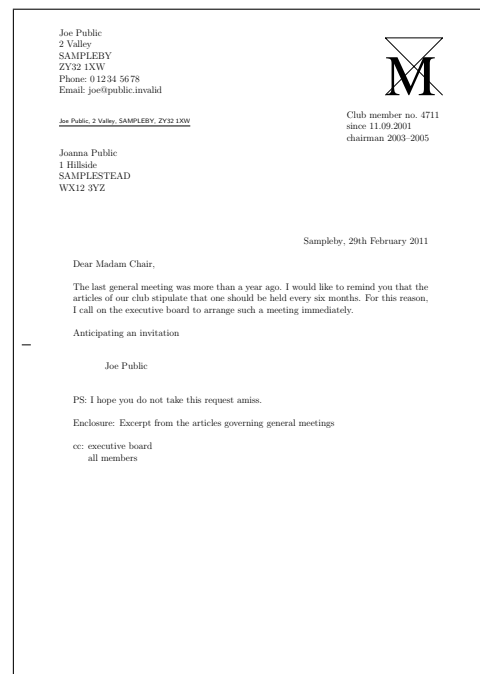 Joe Public
2 Valley
SAMPLEBY
ZY32 1XW
Phone: 0 12 34 56 78
Email: joe@public.invalid
M
Joe Public, 2 Valley, SAMPLEBY, ZY32 1XW
Club member no. 4711
since 11.09.2001
chairman 2003–2005
Joanna Public
1 Hillside
SAMPLESTEAD
WX12 3YZ
Sampleby, 29th February 2011
Dear Madam Chair,
The last general meeting was more than a year ago. I would like to remind you that the
articles of our club stipulate that one should be held every six months. For this reason,
I call on the executive board to arrange such a meeting immediately.
Anticipating an invitation
Joe Public
PS: I hope you do not take this request amiss.
Enclosure: Excerpt from the articles governing general meetings
cc: executive board
all members